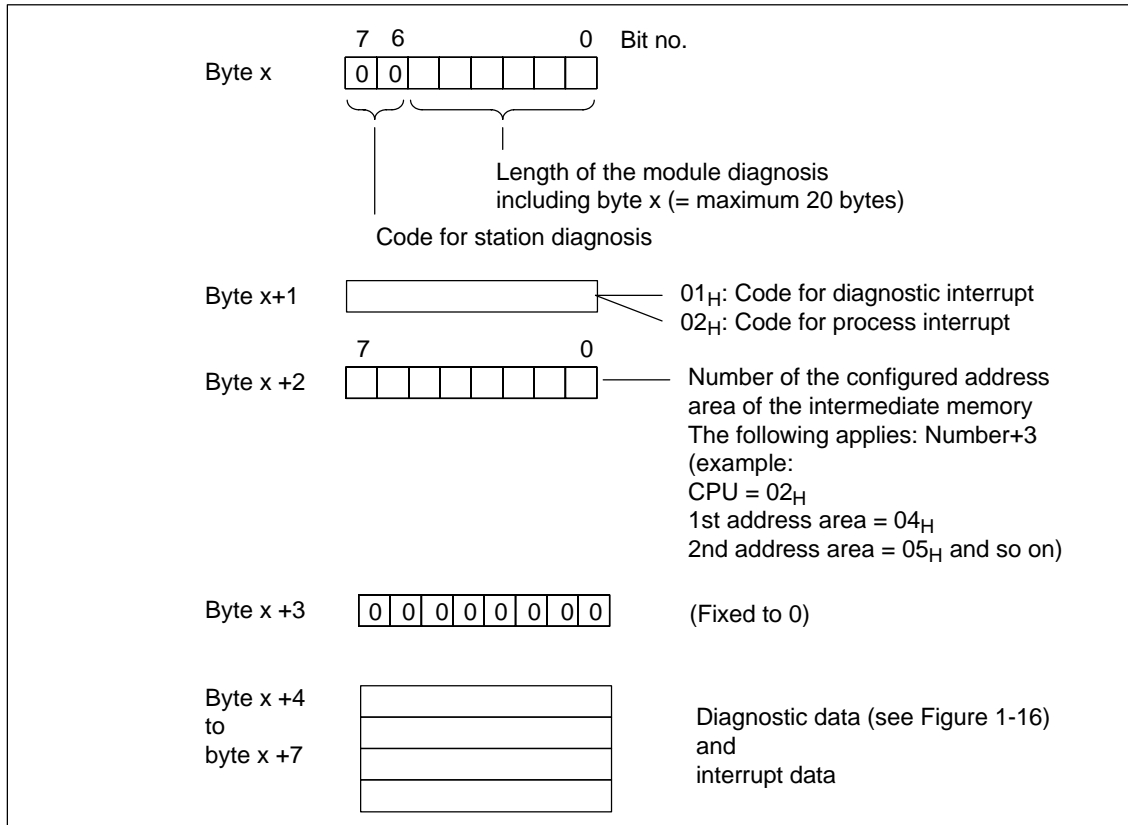 7 6 0 Bit no.
Byte x 0 0
Length of the module diagnosis
including byte x (= maximum 20 bytes)
Code for station diagnosis
Byte x+1 01H: Code for diagnostic interrupt
02H: Code for process interrupt
7 0
Byte x +2 Number of the configured address
area of the intermediate memory
The following applies: Number+3
(example:
CPU = 02H
1st address area = 04H
2nd address area = 05H and so on)
Byte x +3 0 0 0 0 0 0 0 0 (Fixed to 0)
Byte x +4
to
byte x +7
Diagnostic data (see Figure 1-16)
and
interrupt data